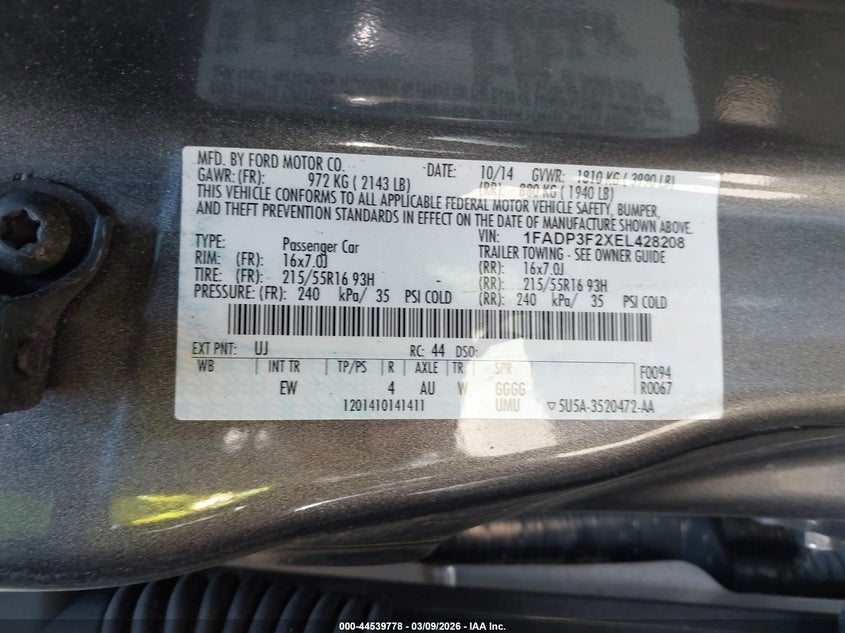 MFD. BY FORD MOTOR CO. DATE: 10/14 GVWR: 1810 KG ( 3990 LB)
GAWR: (FR): 972 KG ( 2143 LB) (RR): 880 KG ( 1940 LB)
THIS VEHICLE CONFORMS TO ALL APPLICABLE FEDERAL MOTOR VEHICLE SAFETY, BUMPER,
AND THEFT PREVENTION STANDARDS IN EFFECT ON THE DATE OF MANUFACTURE SHOWN ABOVE.
VIN: 1FADP3F2XEL428208
TYPE: Passenger Car TRAILER TOWING - SEE OWNER GUIDE
RIM: (FR): 16x7.0J (RR): 16x7.0J
TIRE: (FR): 215/55R16 93H - (RR): 215/55R16 93H
PRESSURE: (FR): 240 kPa/ 35 PSI COLD (RR): 240 kPa/ 35 PSI COLD
EXT PNT: UJ RC: 44 DSO:
WB INT TR TP/PS R AXLE TR SPR F0094
EW 4 AU W GGGG R0067
1201410141411 UMU ▽5U5A-3520472-AA
000-44539778 - 03/09/2026 - IAA Inc.